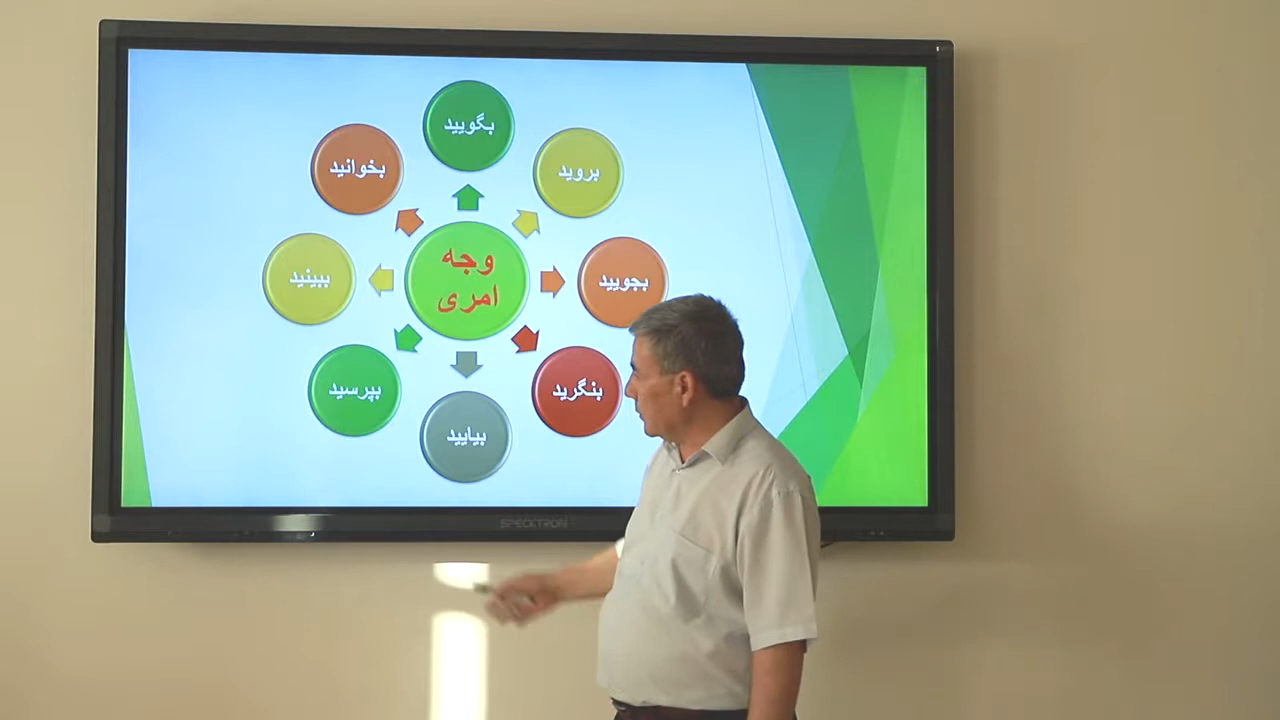 وجه
امری
بگویید
بروید
بجویید
بنگرید
بیایید
بپرسید
ببینید
بخوانید
SPECKTRON